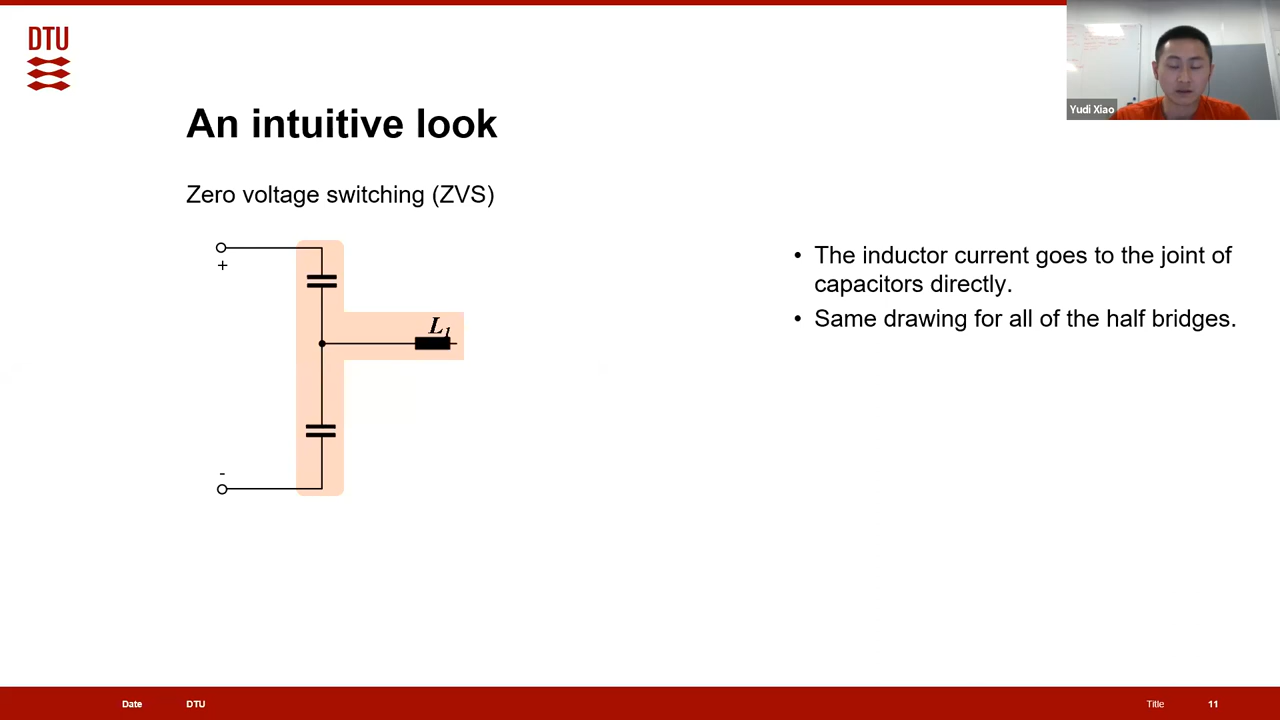 DTU
Yudi Xiao
An intuitive look
Zero voltage switching (ZVS)
+
L1
-
• The inductor current goes to the joint of
capacitors directly.
• Same drawing for all of the half bridges.
Date DTU Title 11